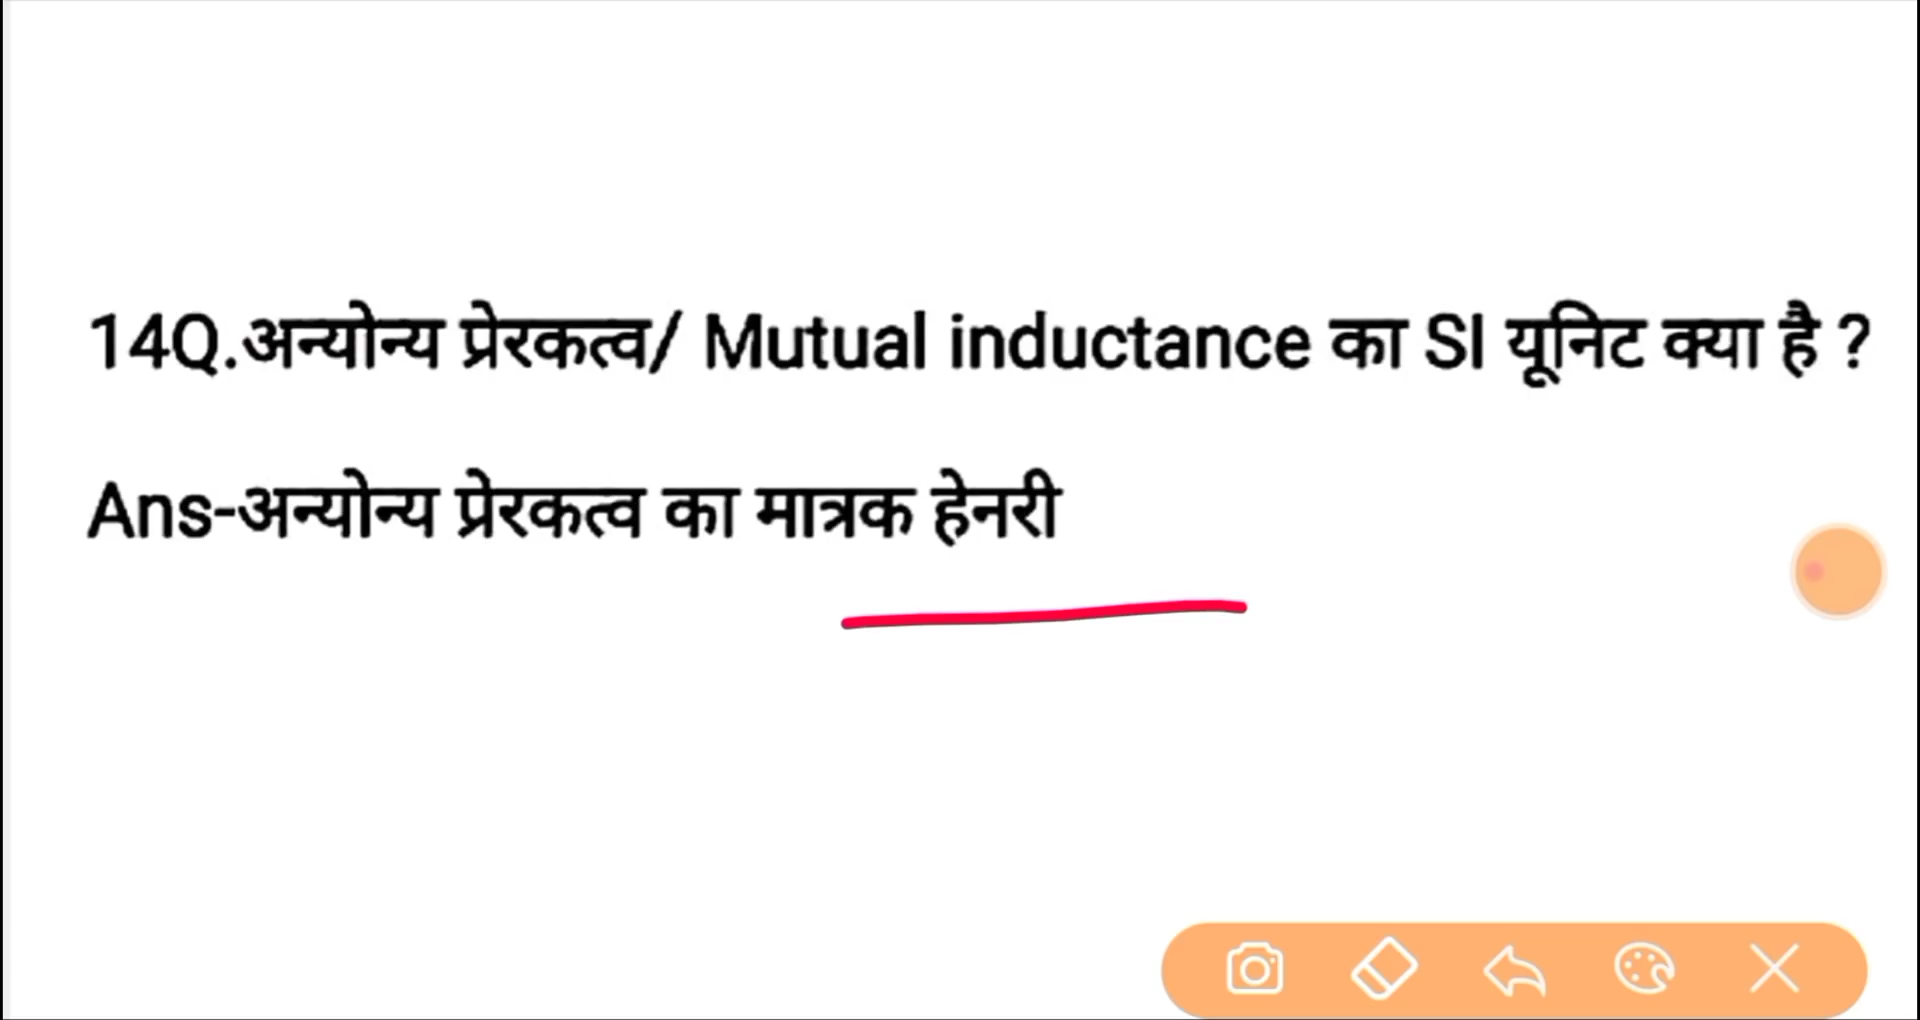 14Q.अन्योन्य प्रेरकत्व/ Mutual inductance का SI यूनिट क्या है ?
Ans-अन्योन्य प्रेरकत्व का मात्रक हेनरी